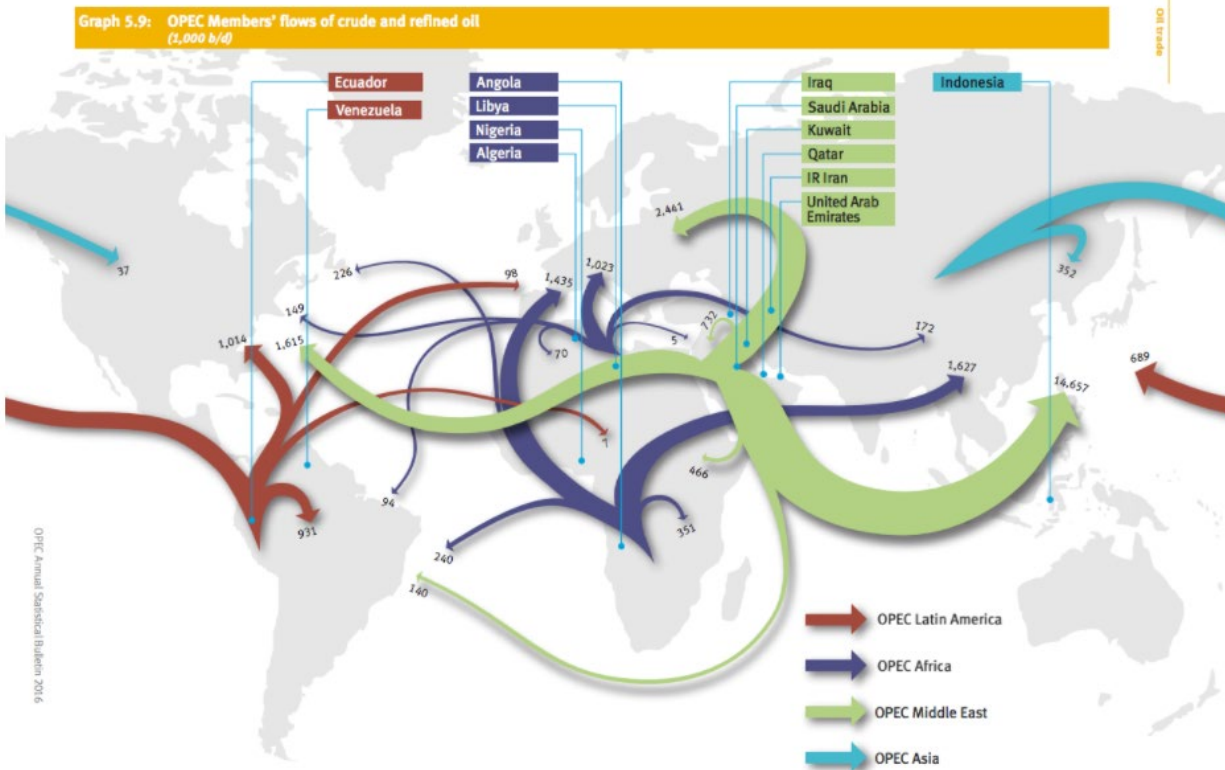 Graph 5.9: OPEC Members' flows of crude and refined oil
(1,000 b/d)
Oil trade
Ecuador
Venezuela
Angola
Libya
Nigeria
Algeria
Iraq
Saudi Arabia
Kuwait
Qatar
IR Iran
United Arab
Emirates
Indonesia
37
226
149
1,014
1,615
98
1,435
1,023
2,441
732
5
70
172
352
689
1,627
14,657
7
466
94
931
240
351
140
OPEC Latin America
OPEC Africa
OPEC Middle East
OPEC Asia
OPEC Annual Statistical Bulletin 2016